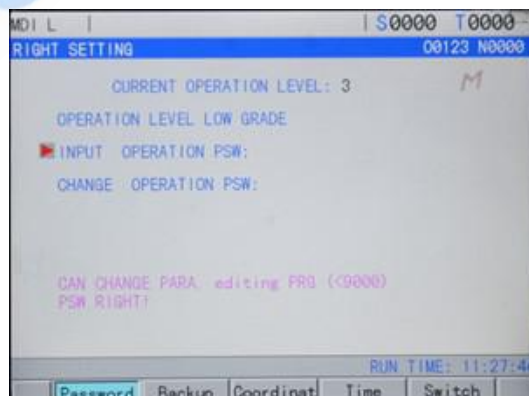 MDI L S0000 T0000
RIGHT SETTING O0123 N0000
CURRENT OPERATION LEVEL: 3
M
OPERATION LEVEL LOW GRADE
INPUT OPERATION PSW:
CHANGE OPERATION PSW:
CAN CHANGE PARA. editing PRG (<9000)
PSW RIGHT!
RUN TIME: 11:27:4
Password Backup Coordinat Time Switch